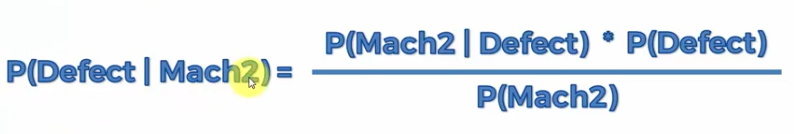 P(Defect | Mach2) =
P(Mach2 | Defect) * P(Defect)
P(Mach2)